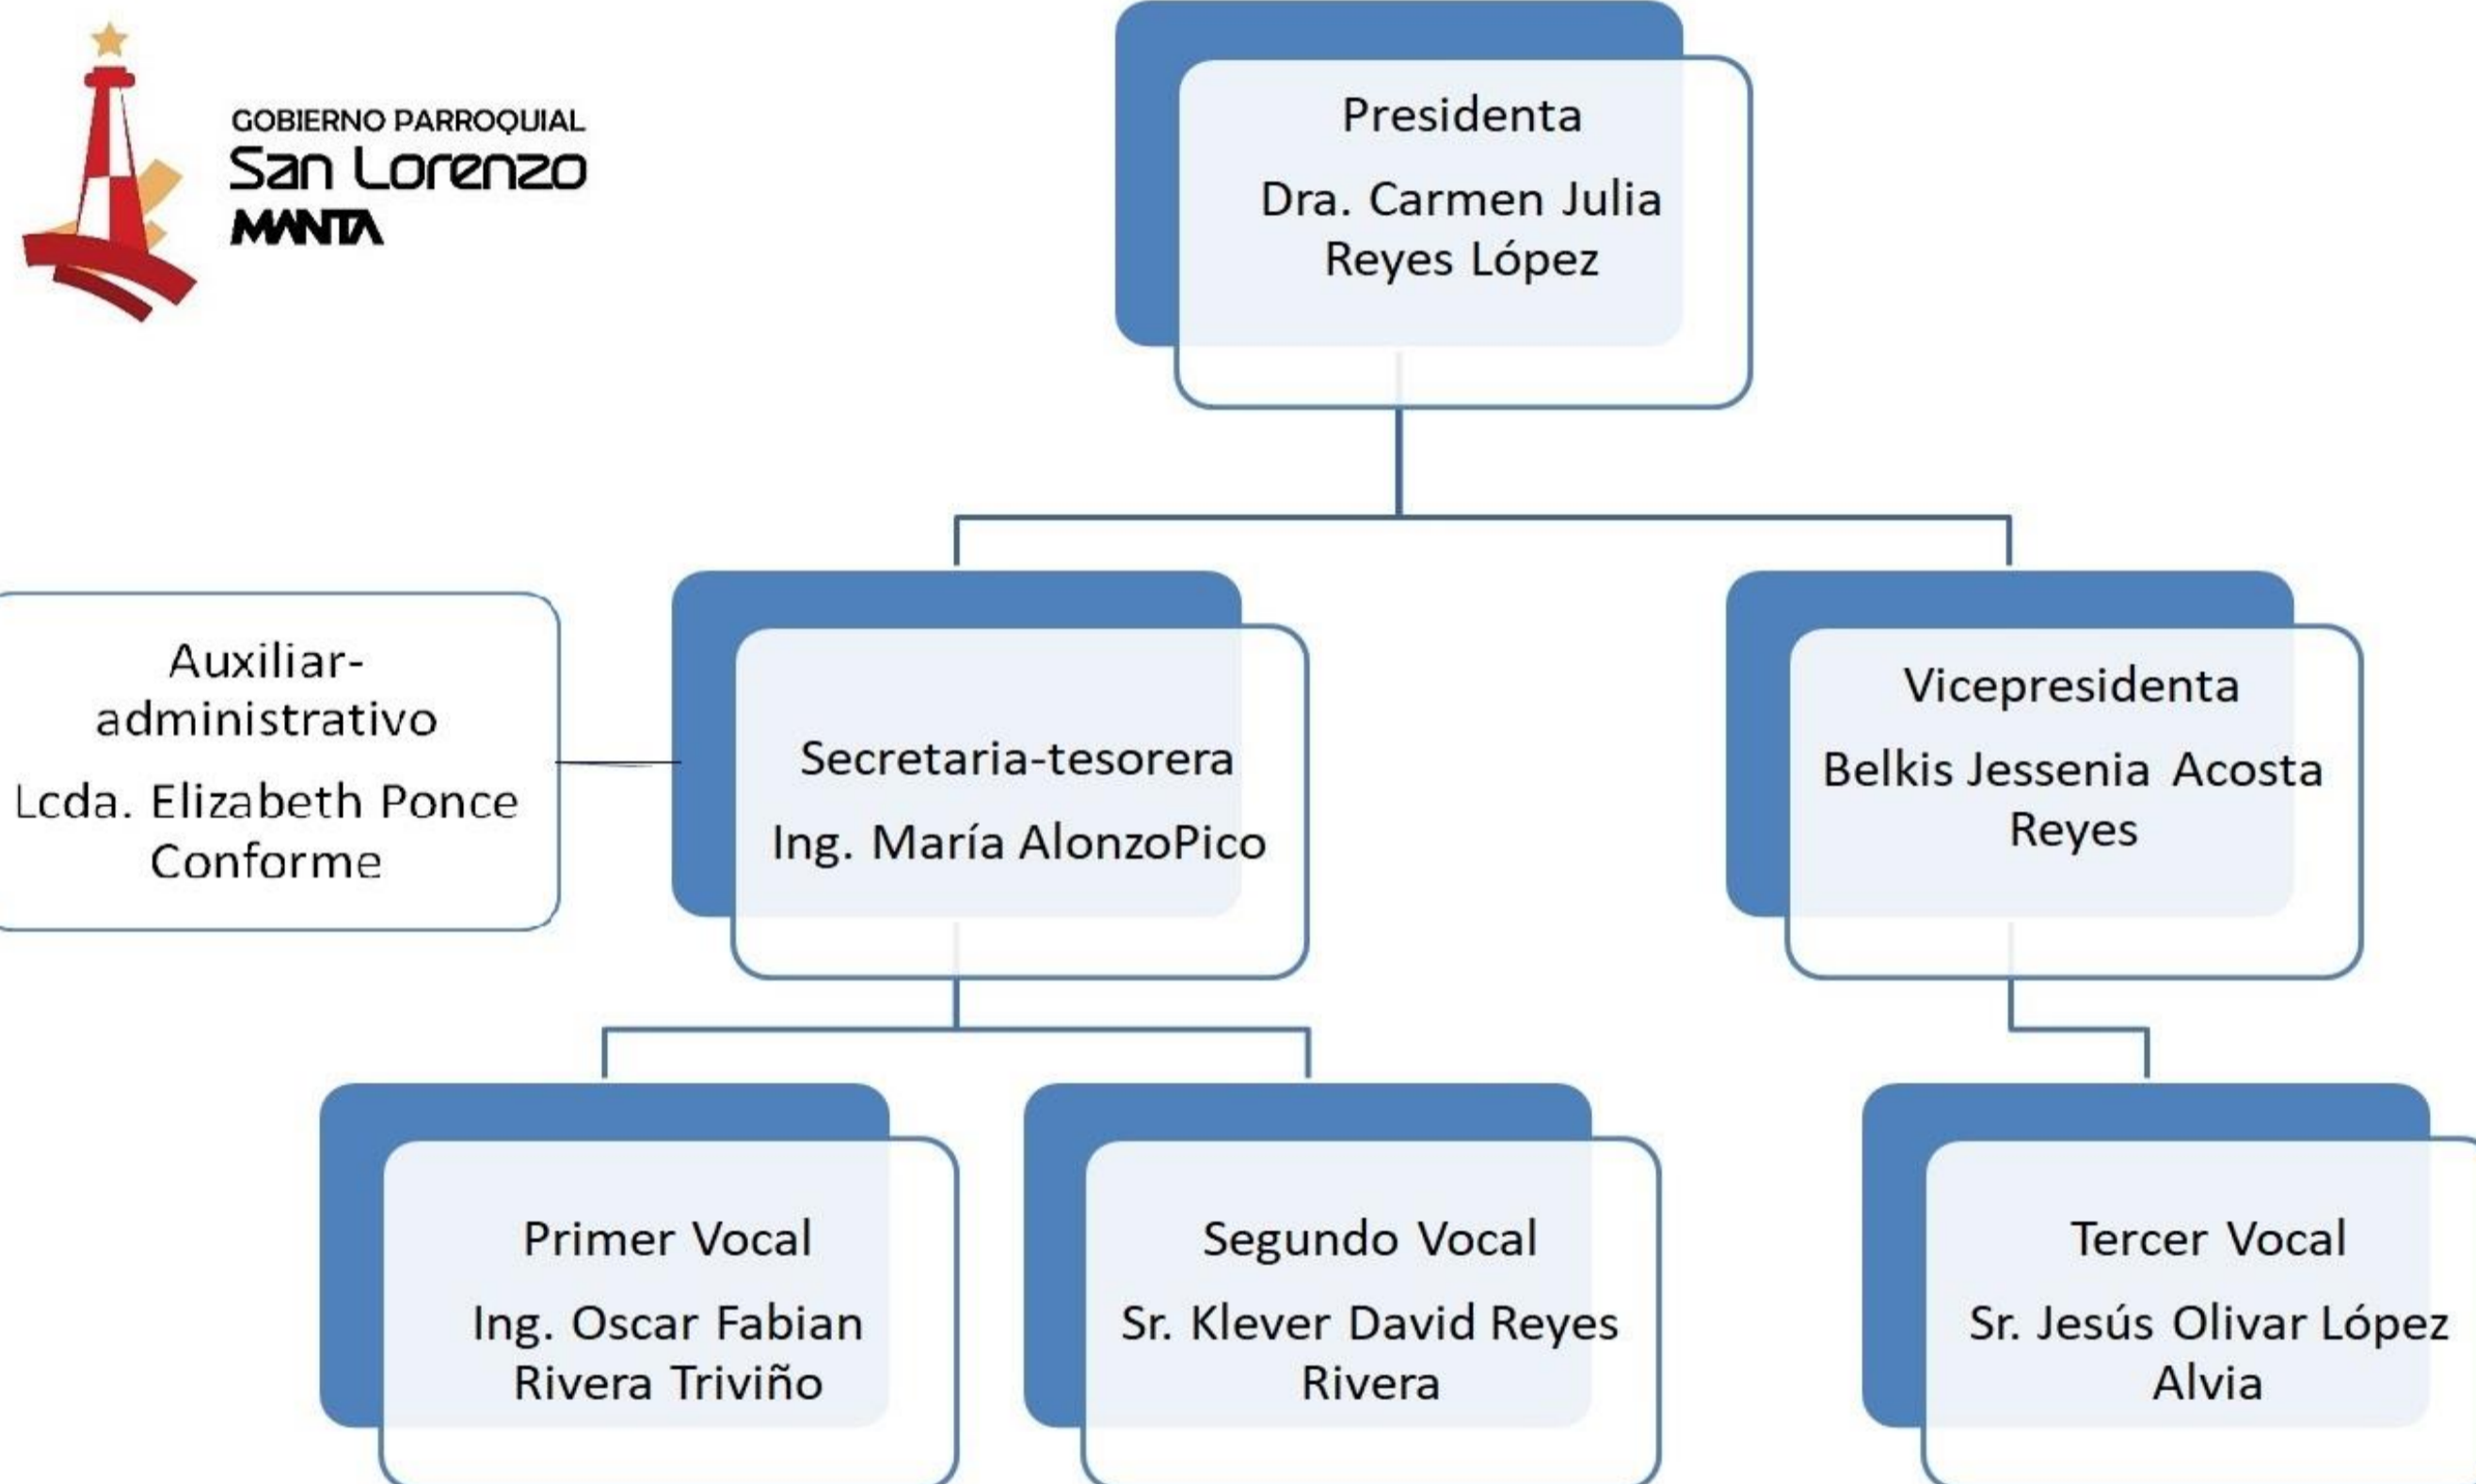 GOBIERNO PARROQUIAL
San Lorenzo
MANTA
Presidenta
Dra. Carmen Julia
Reyes López
Auxiliar-
administrativo
Lcda. Elizabeth Ponce
Conforme
Secretaria-tesorera
Ing. María AlonzoPico
Vicepresidenta
Belkis Jessenia Acosta
Reyes
Primer Vocal
Ing. Oscar Fabian
Rivera Triviño
Segundo Vocal
Sr. Klever David Reyes
Rivera
Tercer Vocal
Sr. Jesús Olivar López
Alvia